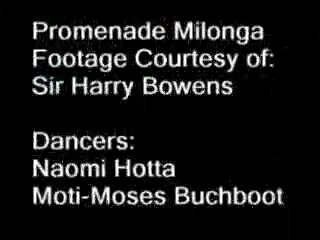 Promenade Milonga
Footage Courtesy of:
Sir Harry Bowens
Dancers:
Naomi Hotta
Moti-Moses Buchboot